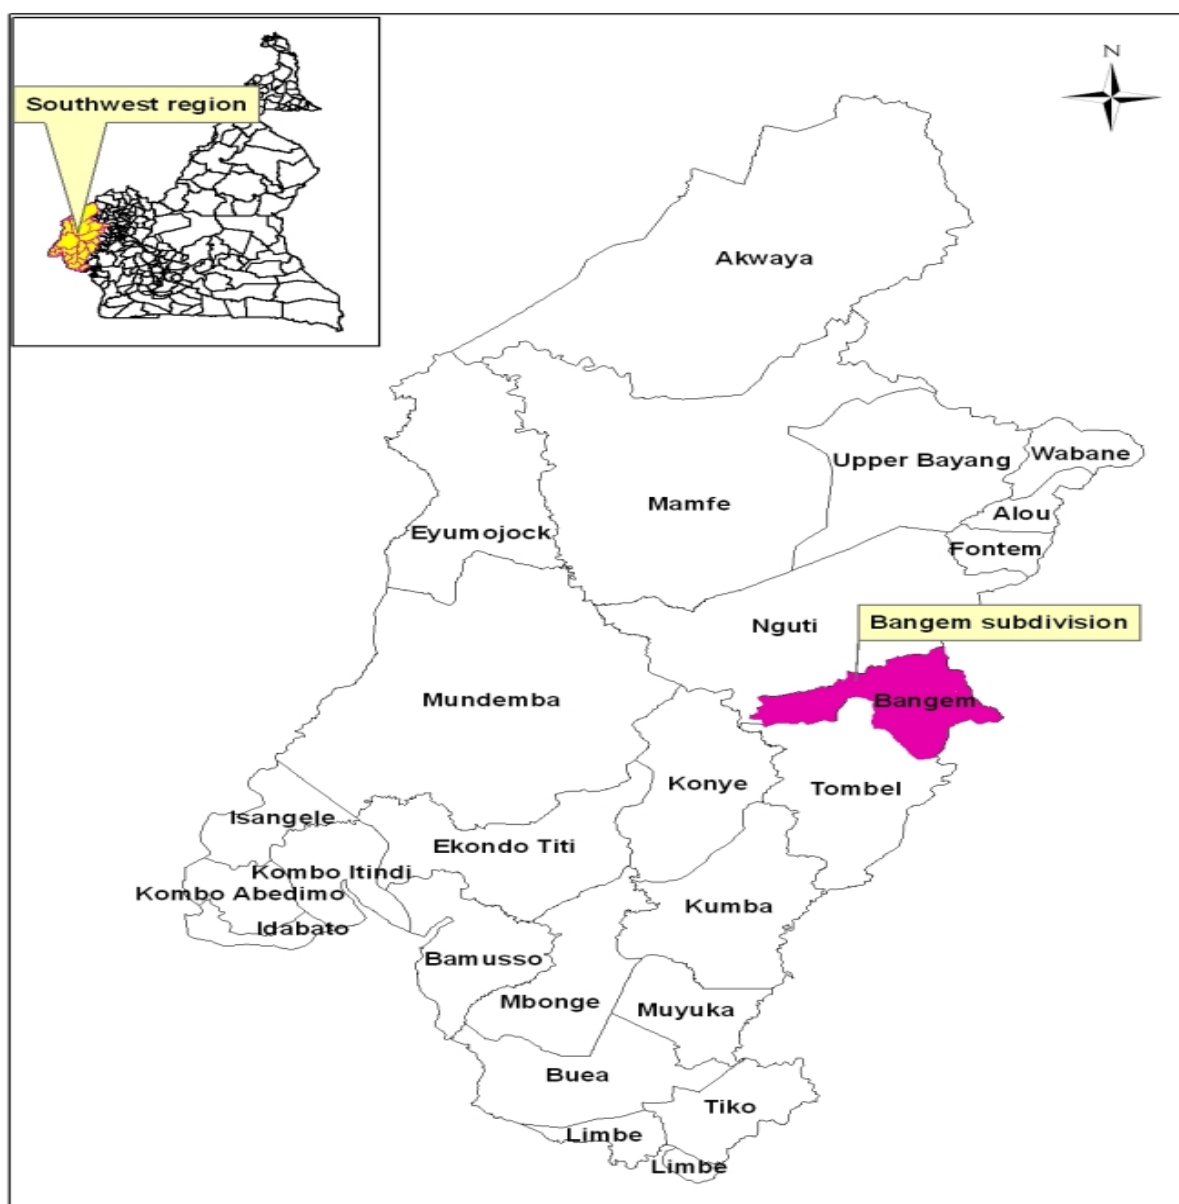 N
Southwest region
Akwaya
Upper Bayang
Wabane
Mamfe
Alou
Eyumojock
Fontem
Nguti
Bangem subdivision
Mundemba
Bangem
Konye
Tombel
Isangele
Ekondo Titi
Kombo Itindi
Kombo Abedimo
Kumba
Idabato
Bamusso
Mbonge
Muyuka
Buea
Tiko
Limbe
Limbe